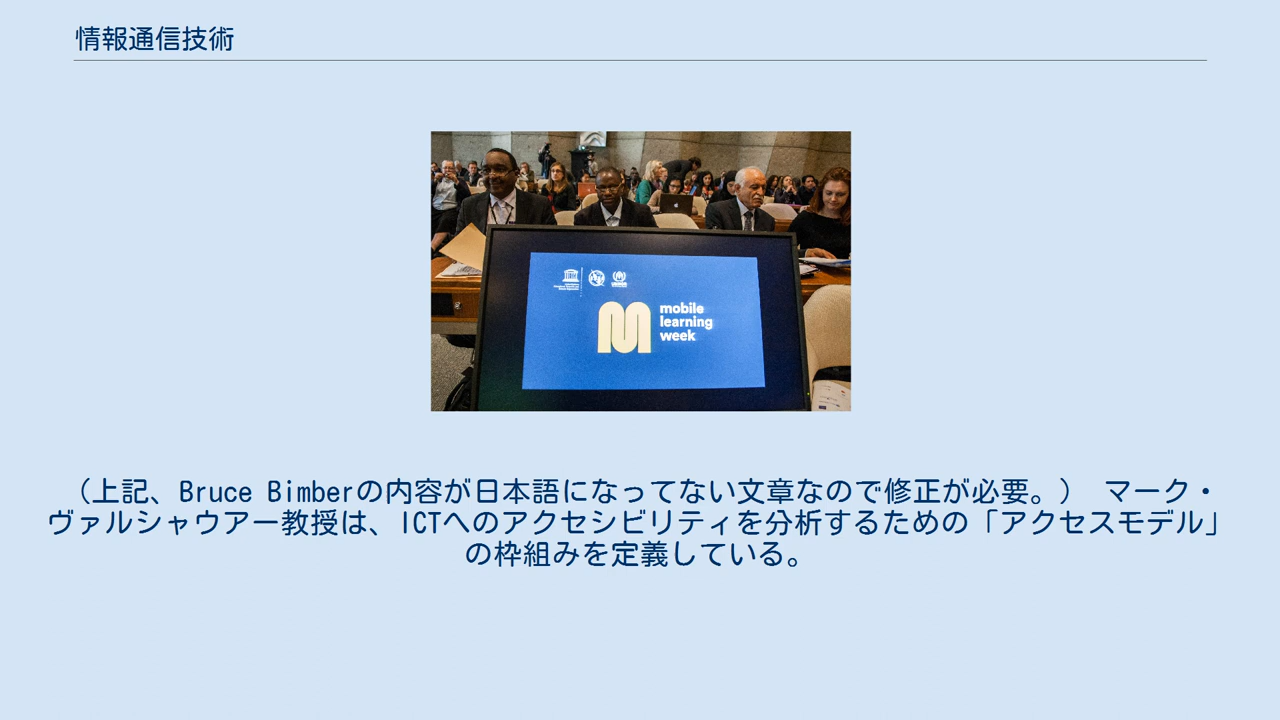 情報通信技術
mobile
learning
week
（上記、Bruce Bimberの内容が日本語になってない文章なので修正が必要。） マーク・
ヴァルシャウアー教授は、ICTへのアクセシビリティを分析するための「アクセスモデル」
の枠組みを定義している。